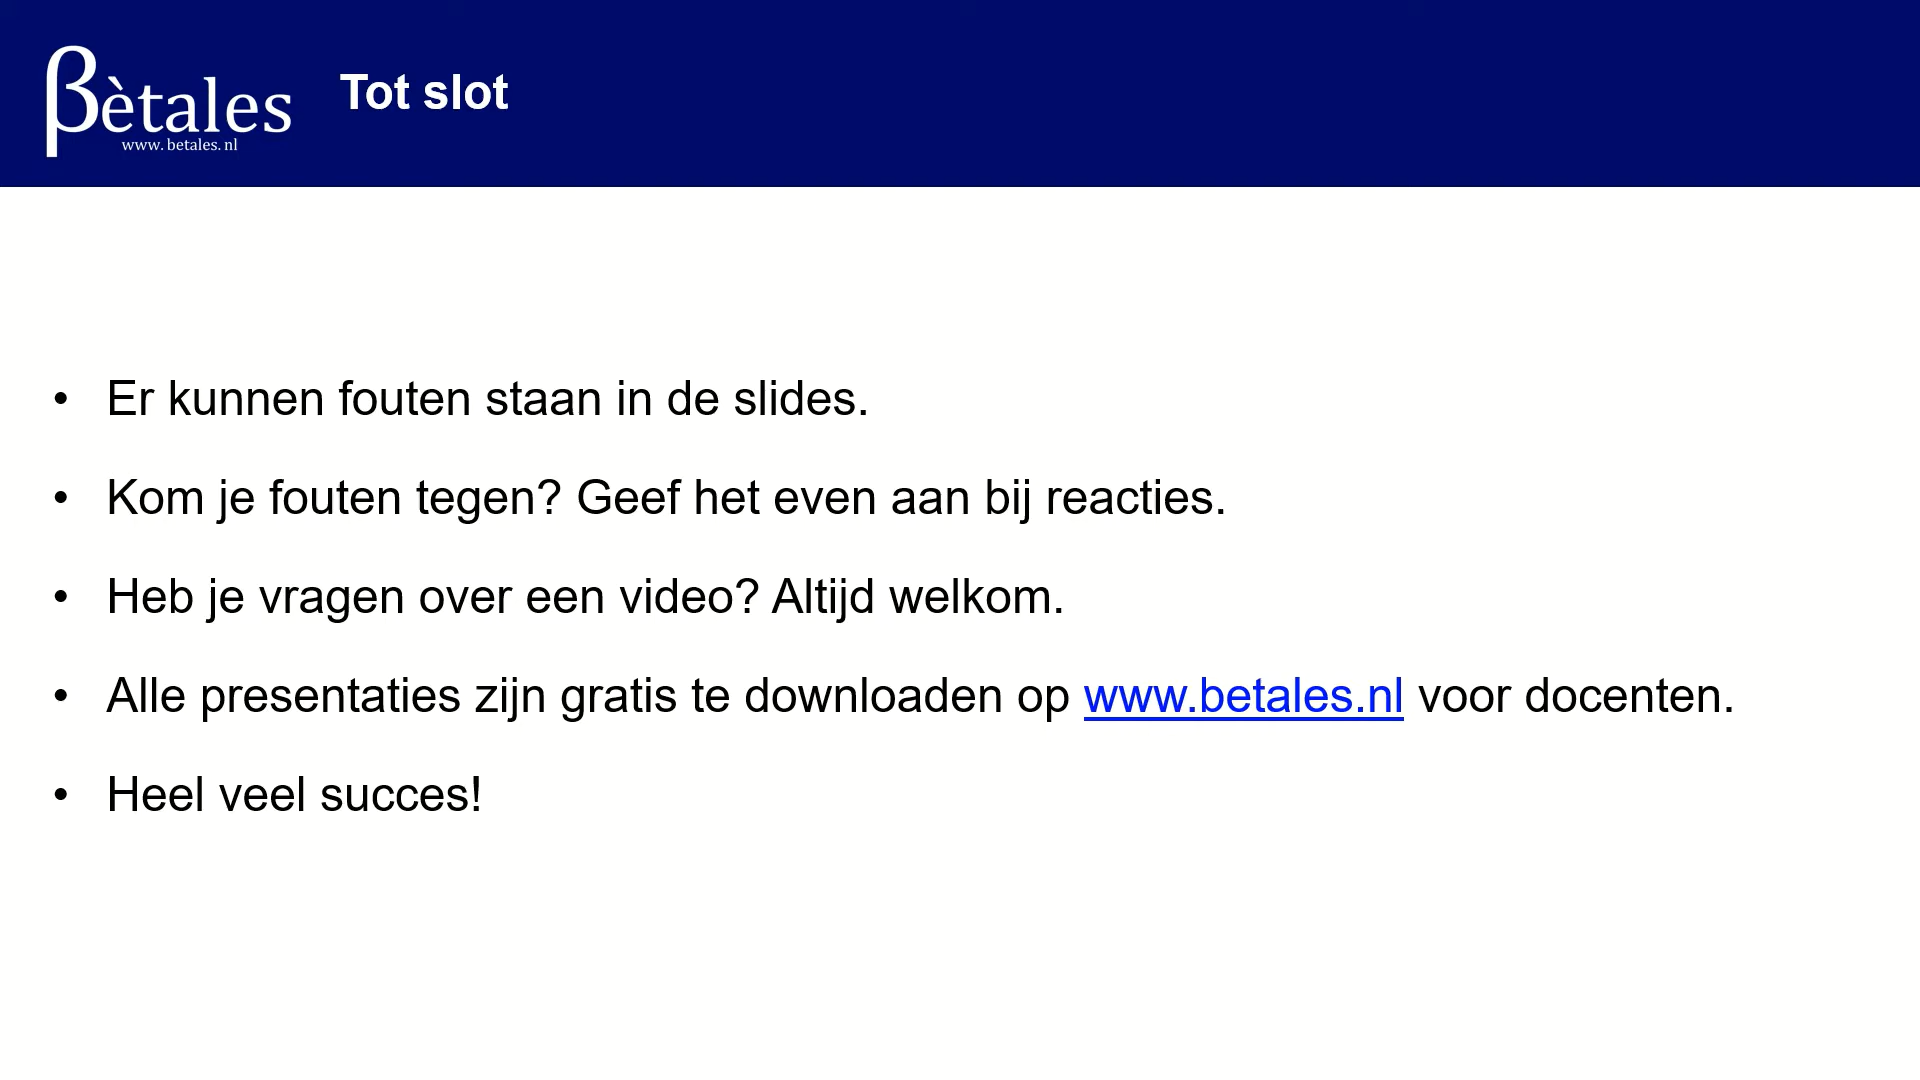 βètales
www.betales.nl
Tot slot
• Er kunnen fouten staan in de slides.
• Kom je fouten tegen? Geef het even aan bij reacties.
• Heb je vragen over een video? Altijd welkom.
• Alle presentaties zijn gratis te downloaden op www.betales.nl voor docenten.
• Heel veel succes!